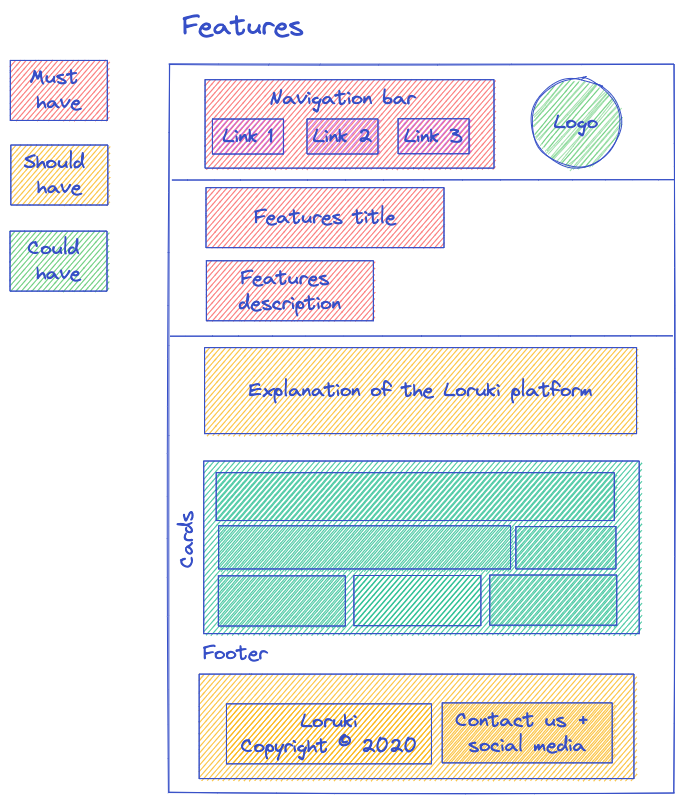 Features
Must
have
Should
have
Could
have
Navigation bar
Link 1
Link 2
Link 3
Logo
Features title
Features
description
Explanation of the Loruki platform
Cards
Footer
Loruki
Copyright © 2020
Contact us +
social media